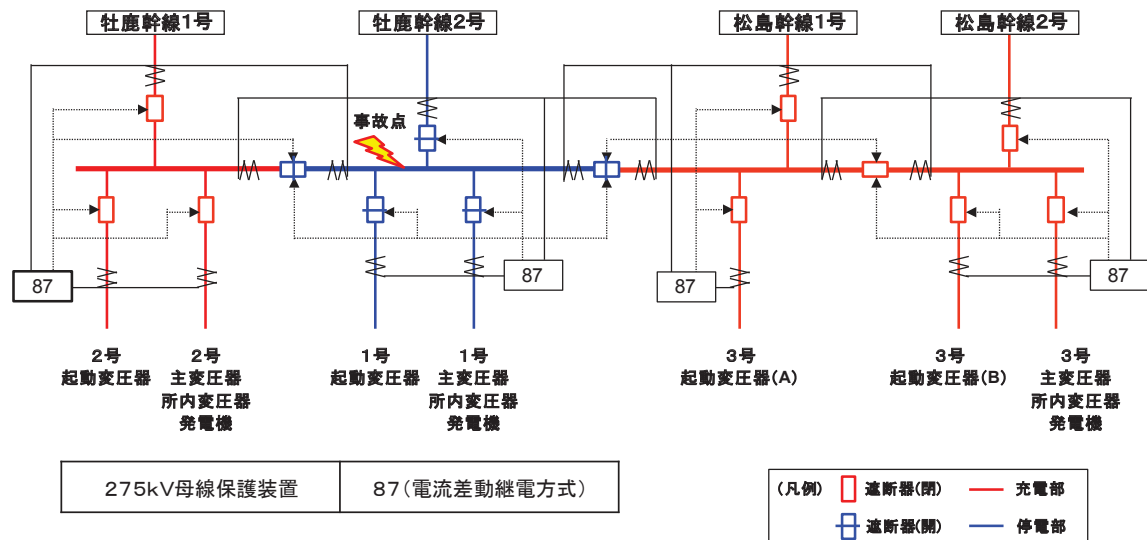 牡鹿幹線1号
牡鹿幹線2号
松島幹線1号
松島幹線2号
事故点
87
87
87
87
2号
起動変圧器
2号
主変圧器
所内変圧器
発電機
1号
起動変圧器
1号
主変圧器
所内変圧器
発電機
3号
起動変圧器(A)
3号
起動変圧器(B)
3号
主変圧器
所内変圧器
発電機
275kV母線保護装置
87(電流差動継電方式)
(凡例) 遮断器(閉) 充電部
遮断器(開) 停電部